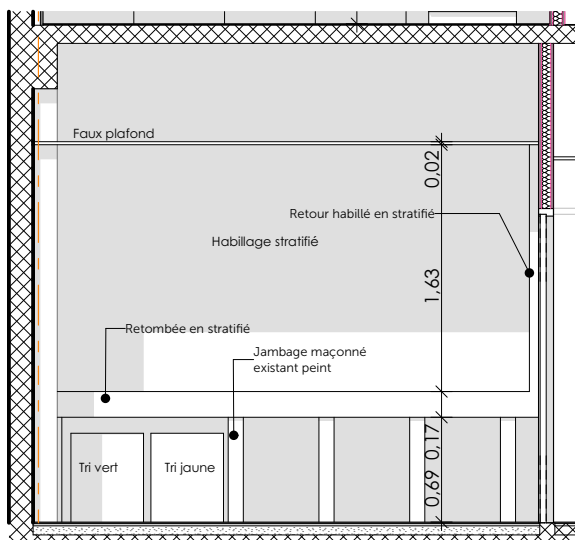 Faux plafond
0,02
Retour habillé en stratifié
Habillage stratifié
1,63
Retombée en stratifié
Jambage maçonné
existant peint
0,17
Tri vert
Tri jaune
0,69